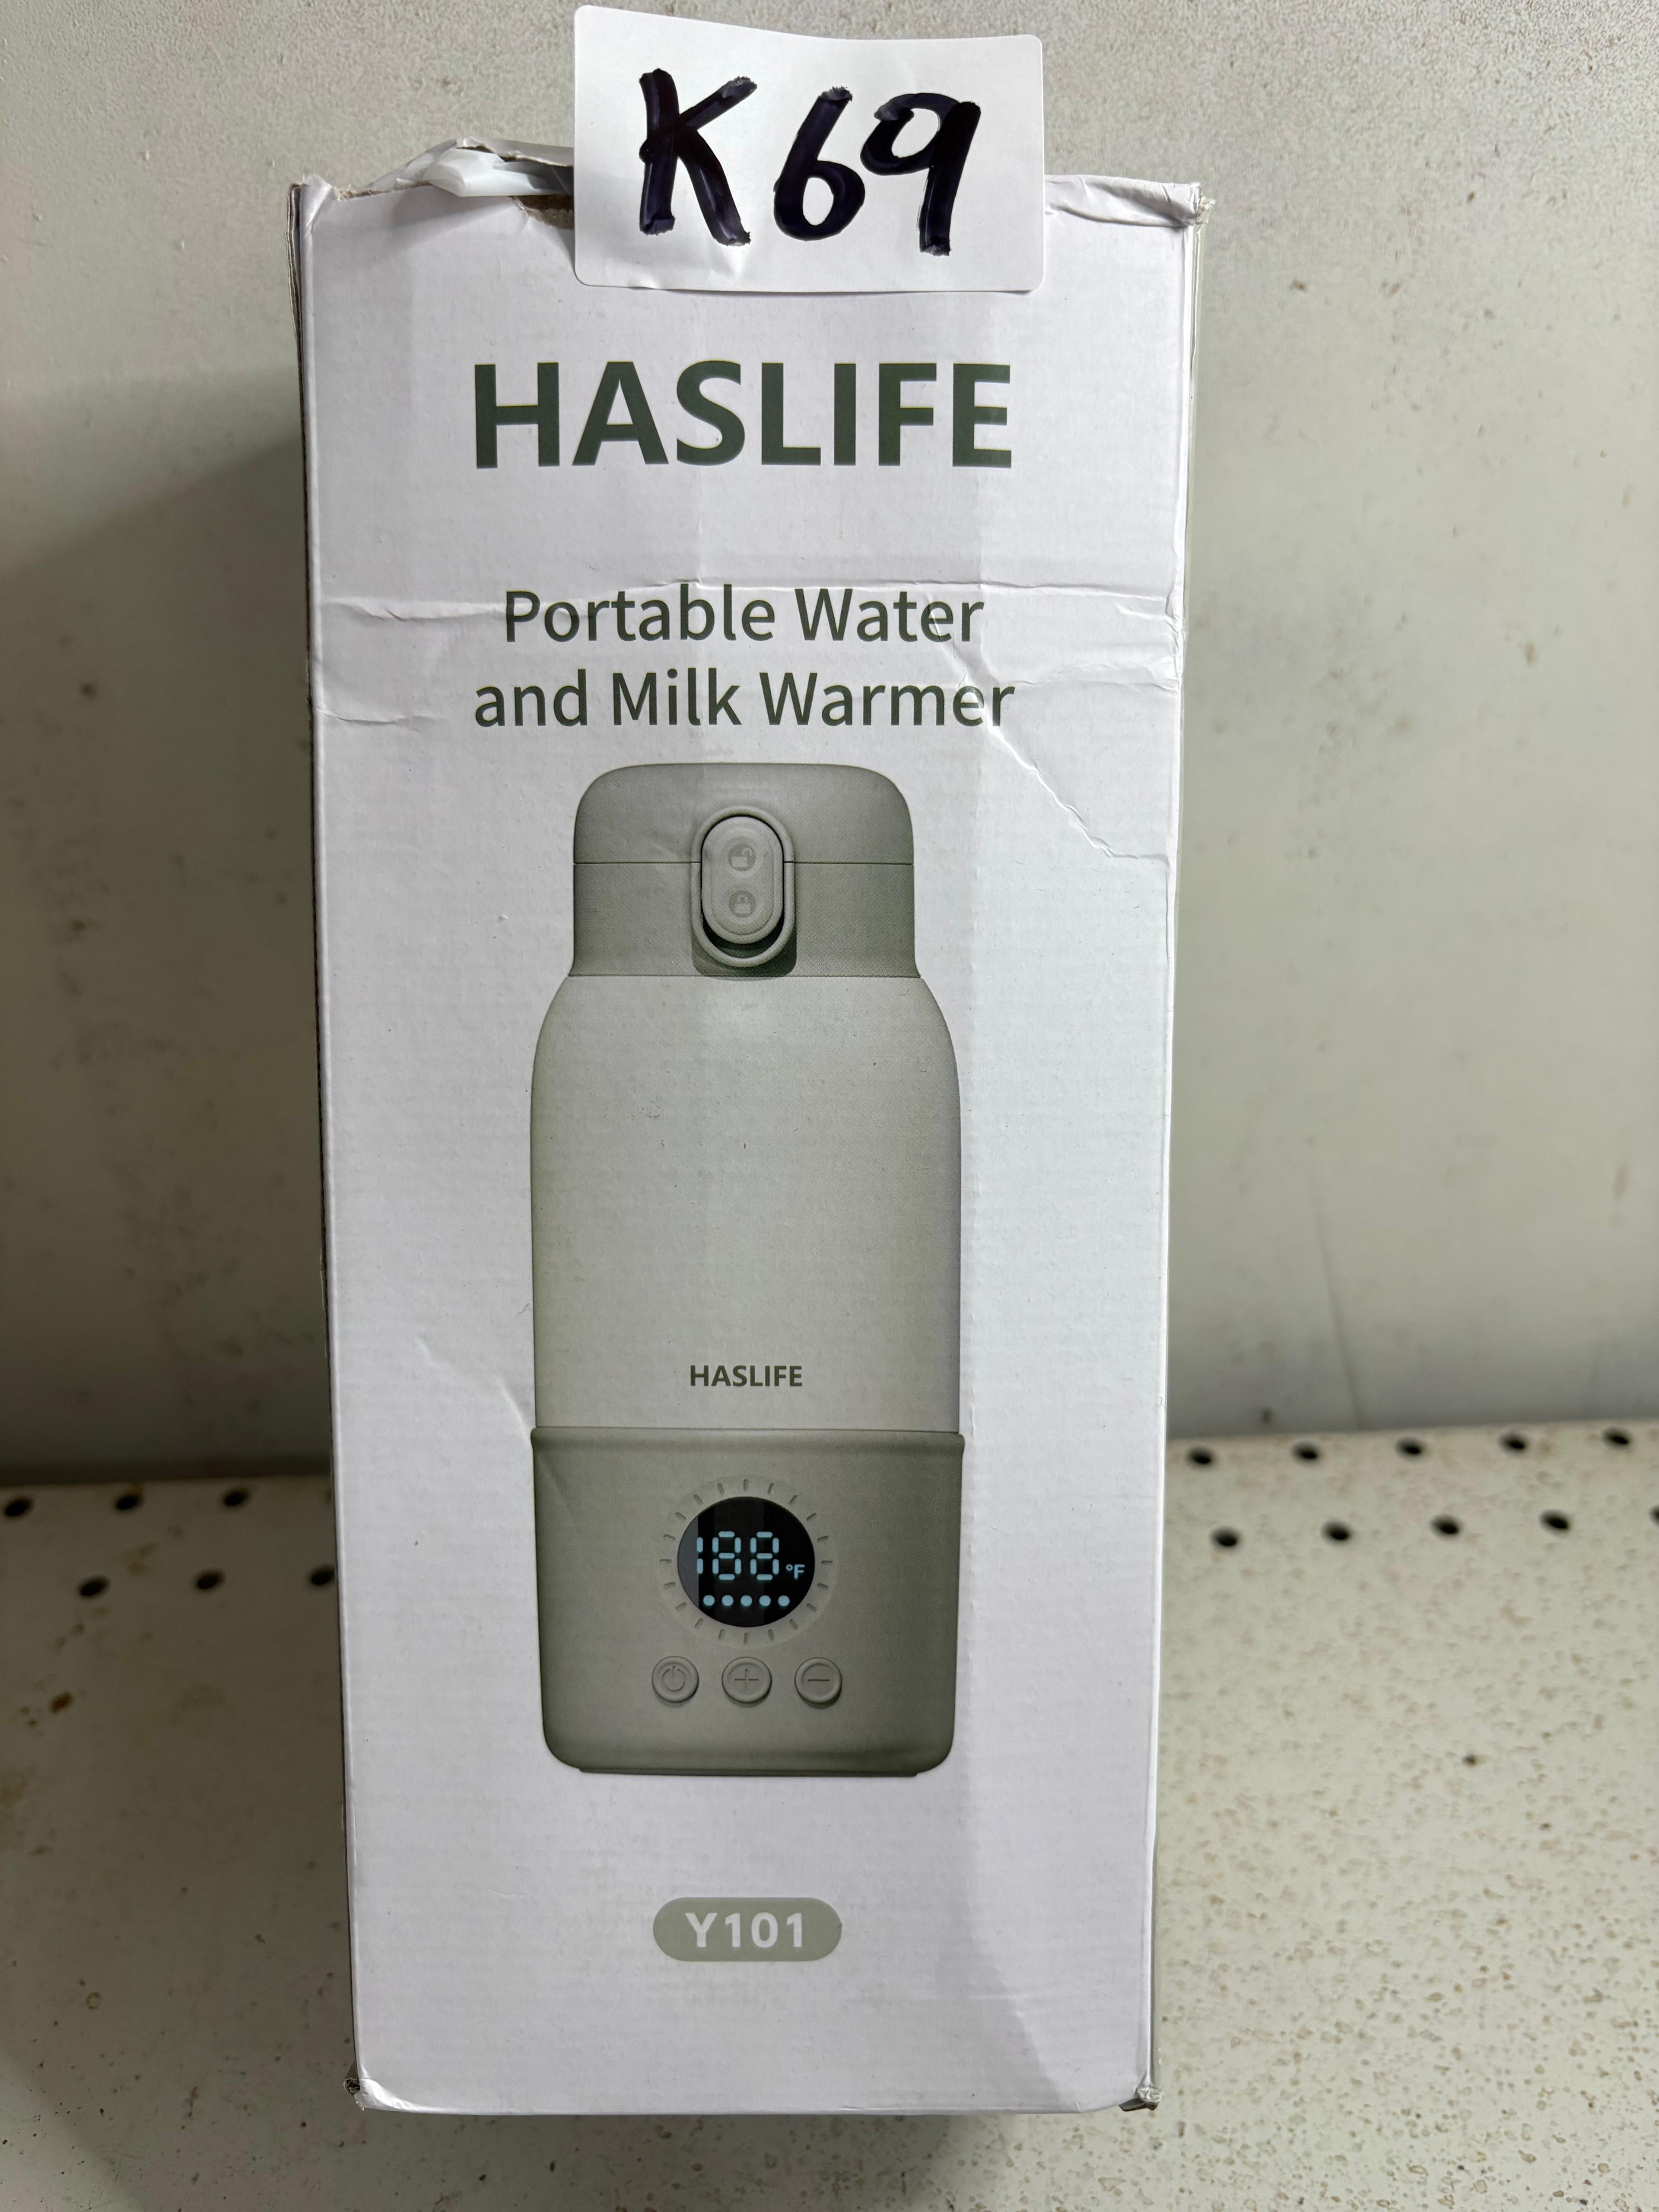 K69
HASLIFE
Portable Water
and Milk Warmer
HASLIFE
188 °F
Y101